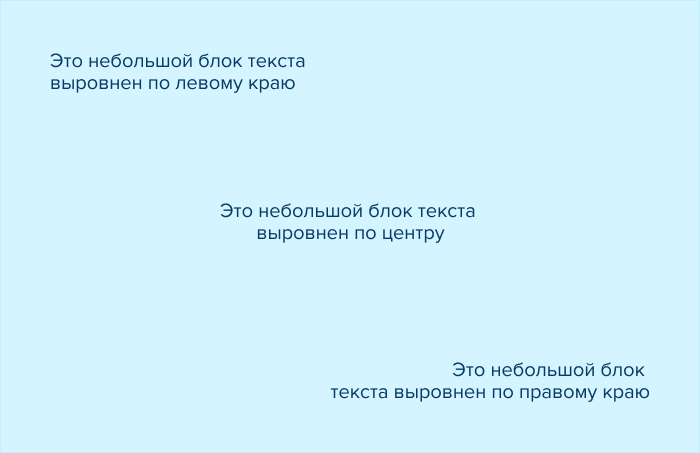 Это небольшой блок текста
выровнен по левому краю
Это небольшой блок текста
выровнен по центру
Это небольшой блок
текста выровнен по правому краю